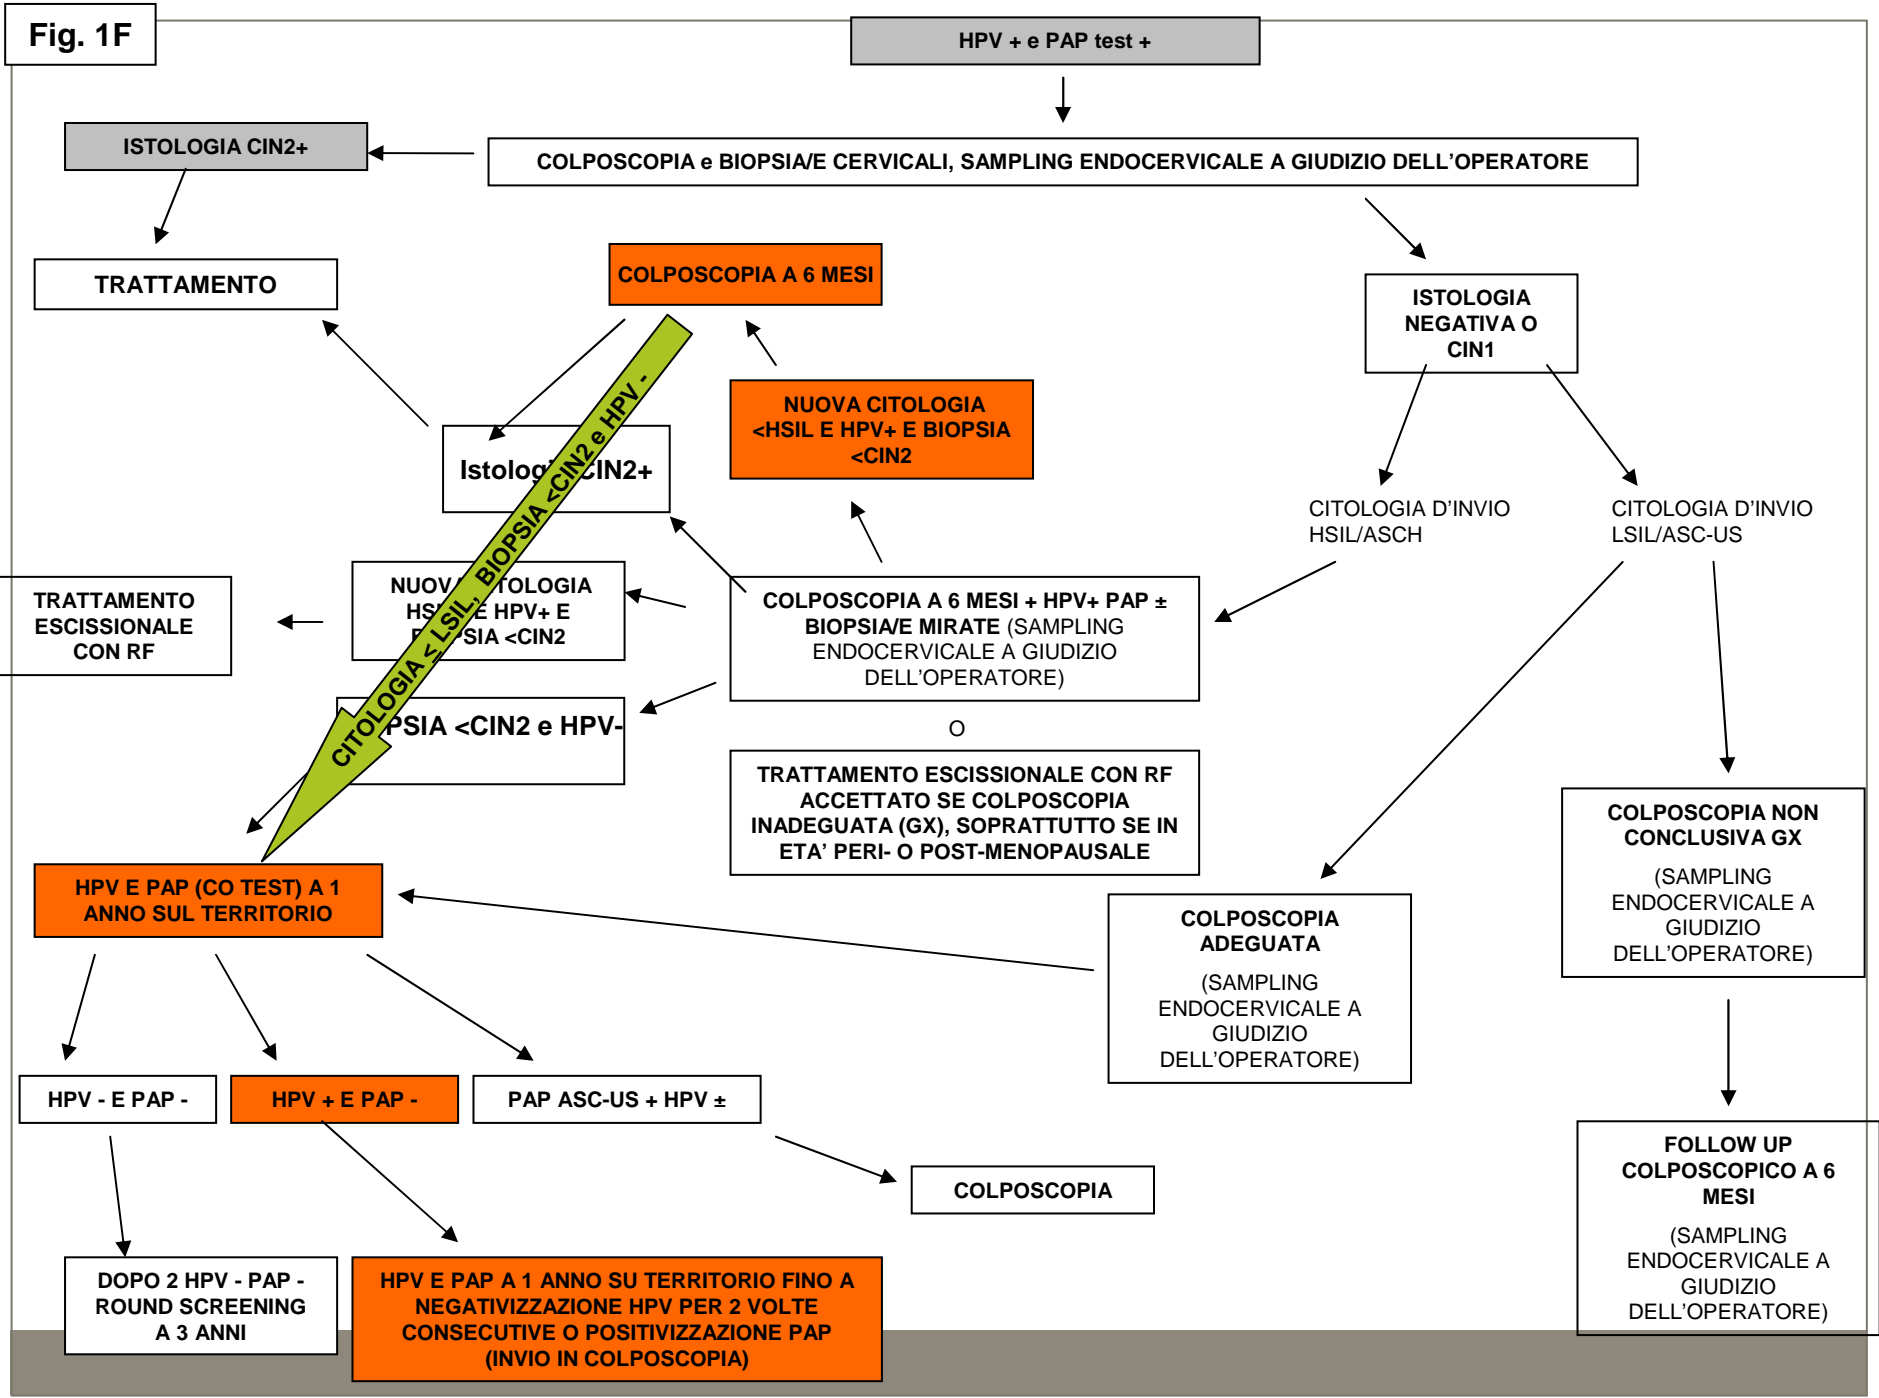 Fig. 1F
HPV + e PAP test +
ISTOLOGIA CIN2+
COLPOSCOPIA e BIOPSIA/E CERVICALI, SAMPLING ENDOCERVICALE A GIUDIZIO DELL'OPERATORE
TRATTAMENTO
COLPOSCOPIA A 6 MESI
ISTOLOGIA
NEGATIVA O
CIN1
NUOVA CITOLOGIA
<HSIL E HPV+ E BIOPSIA
<CIN2
CITOLOGIA < LSIL, BIOPSIA <CIN2 e HPV -
CIN2+
CITOLOGIA D'INVIO
HSIL/ASCH
CITOLOGIA D'INVIO
LSIL/ASC-US
TRATTAMENTO
ESCISSIONALE
CON RF
E HPV+ E
<CIN2
COLPOSCOPIA A 6 MESI + HPV+ PAP ±
BIOPSIA/E MIRATE (SAMPLING
ENDOCERVICALE A GIUDIZIO
DELL'OPERATORE)
<CIN2 e HPV-
O
TRATTAMENTO ESCISSIONALE CON RF
ACCETTATO SE COLPOSCOPIA
INADEGUATA (GX), SOPRATTUTTO SE IN
ETA' PERI- O POST-MENOPAUSALE
COLPOSCOPIA NON
CONCLUSIVA GX
(SAMPLING
ENDOCERVICALE A
GIUDIZIO
DELL'OPERATORE)
HPV E PAP (CO TEST) A 1
ANNO SUL TERRITORIO
COLPOSCOPIA
ADEGUATA
(SAMPLING
ENDOCERVICALE A
GIUDIZIO
DELL'OPERATORE)
HPV - E PAP -
HPV + E PAP -
PAP ASC-US + HPV ±
COLPOSCOPIA
FOLLOW UP
COLPOSCOPICO A 6
MESI
(SAMPLING
ENDOCERVICALE A
GIUDIZIO
DELL'OPERATORE)
DOPO 2 HPV - PAP -
ROUND SCREENING
A 3 ANNI
HPV E PAP A 1 ANNO SU TERRITORIO FINO A
NEGATIVIZZAZIONE HPV PER 2 VOLTE
CONSECUTIVE O POSITIVIZZAZIONE PAP
(INVIO IN COLPOSCOPIA)